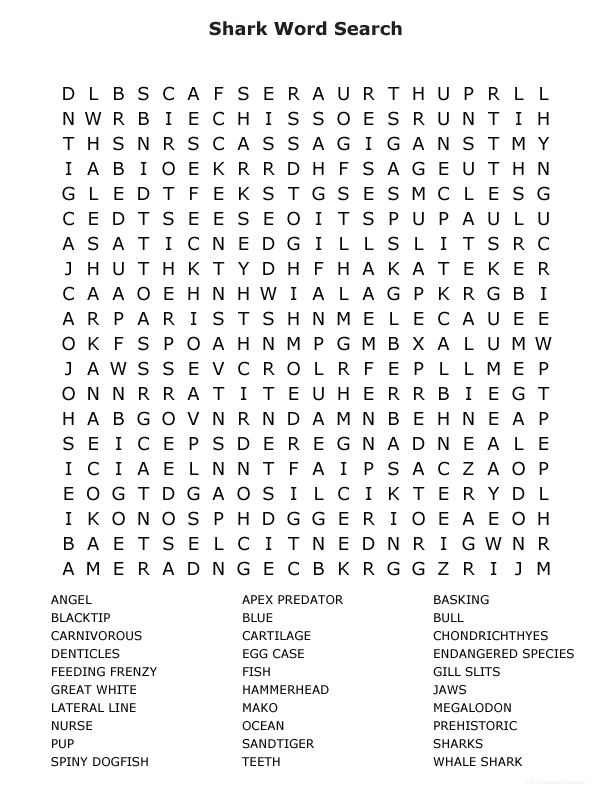 Shark Word Search
D L B S C A F S E R A U R T H U P R L L
N W R B I E C H I S S O E S R U N T I H
T H S N R S C A S S A G I G A N S T M Y
I A B I O E K R R D H F S A G E U T H N
G L E D T F E K S T G S E S M C L E S G
C E D T S E E S E O I T S P U P A U L U
A S A T I C N E D G I L L S L I T S R C
J H U T H K T Y D H F H A K A T E K E R
C A A O E H N H W I A L A G P K R G B I
A R P A R I S T S H N M E L E C A U E E
O K F S P O A H N M P G M B X A L U M W
J A W S S E V C R O L R F E P L L M E P
O N N R R A T I T E U H E R R B I E G T
H A B G O V N R N D A M N B E H N E A P
S E I C E P S D E R E G N A D N E A L E
I C I A E L N N T F A I P S A C Z A O P
E O G T D G A O S I L C I K T E R Y D L
I K O N O S P H D G G E R I O E A E O H
B A E T S E L C I T N E D N R I G W N R
A M E R A D N G E C B K R G G Z R I J M
ANGEL APEX PREDATOR BASKING
BLACKTIP BLUE BULL
CARNIVOROUS CARTILAGE CHONDRICHTHYES
DENTICLES EGG CASE ENDANGERED SPECIES
FEEDING FRENZY FISH GILL SLITS
GREAT WHITE HAMMERHEAD JAWS
LATERAL LINE MAKO MEGALODON
NURSE OCEAN PREHISTORIC
PUP SANDTIGER SHARKS
SPINY DOGFISH TEETH WHALE SHARK